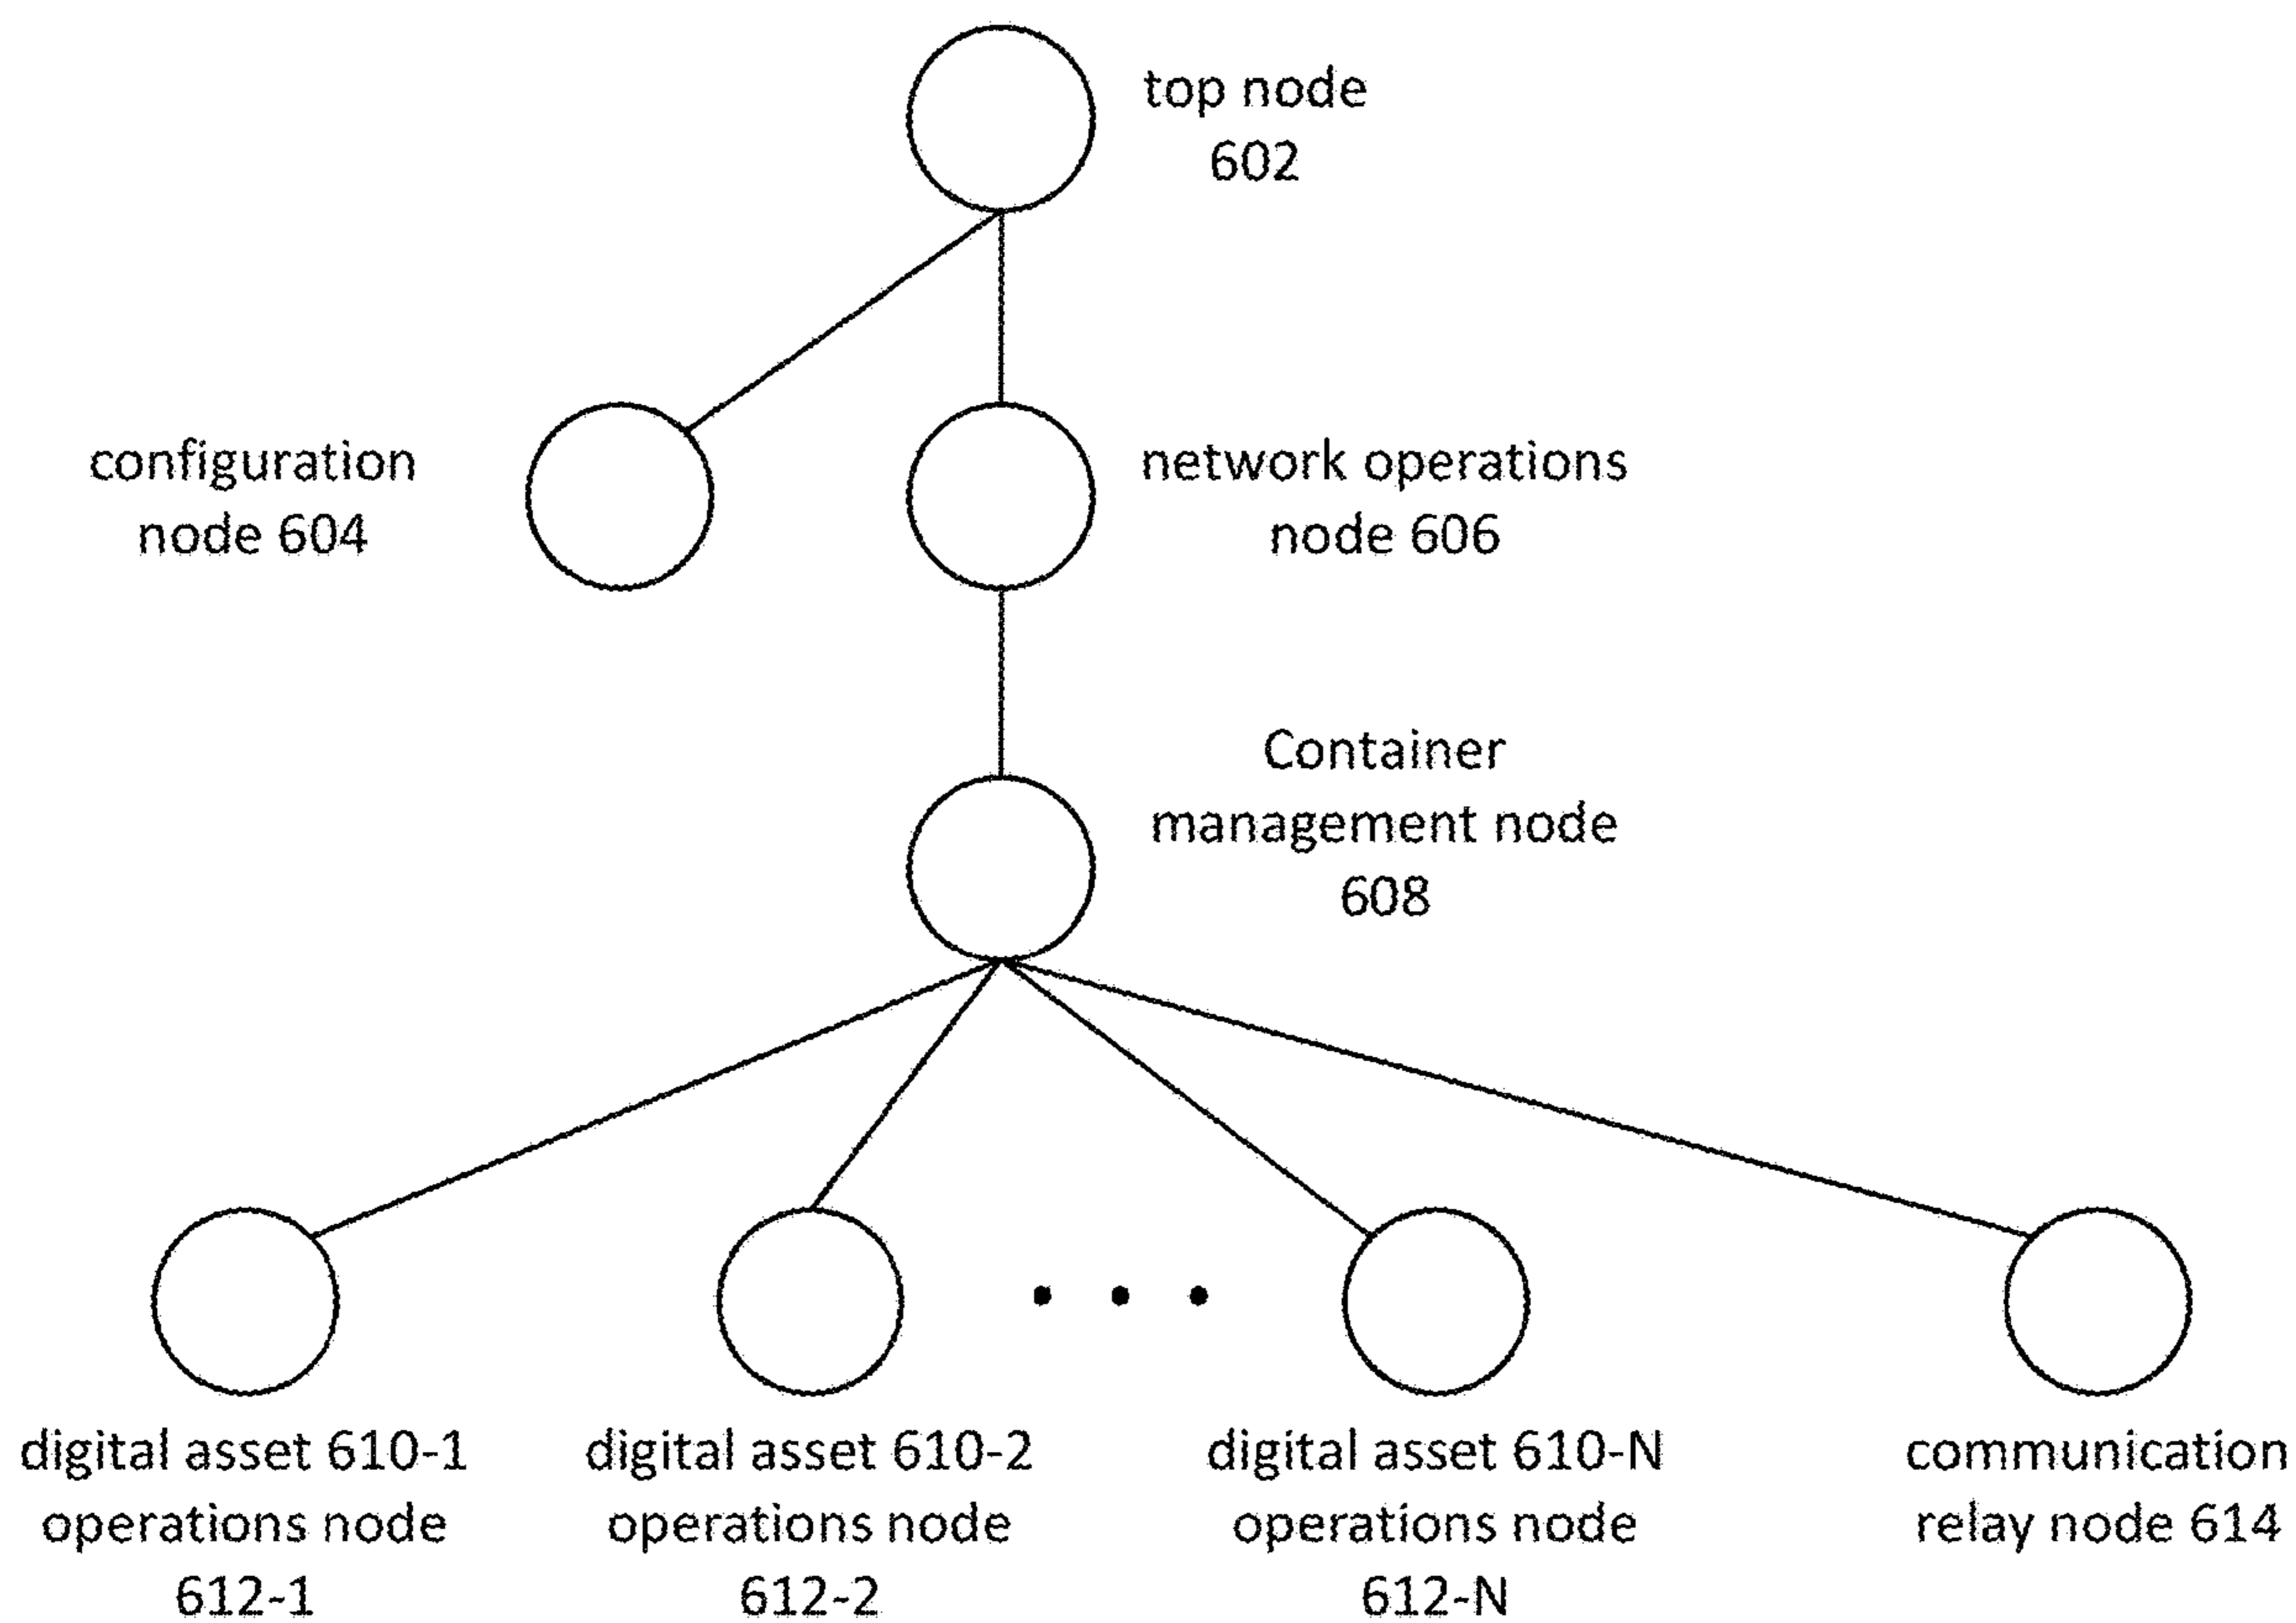 top node
602
configuration
node 604
network operations
node 606
Container
management node
608
digital asset 610-1
operations node
612-1
digital asset 610-2
operations node
612-2
digital asset 610-N
operations node
612-N
communication
relay node 614